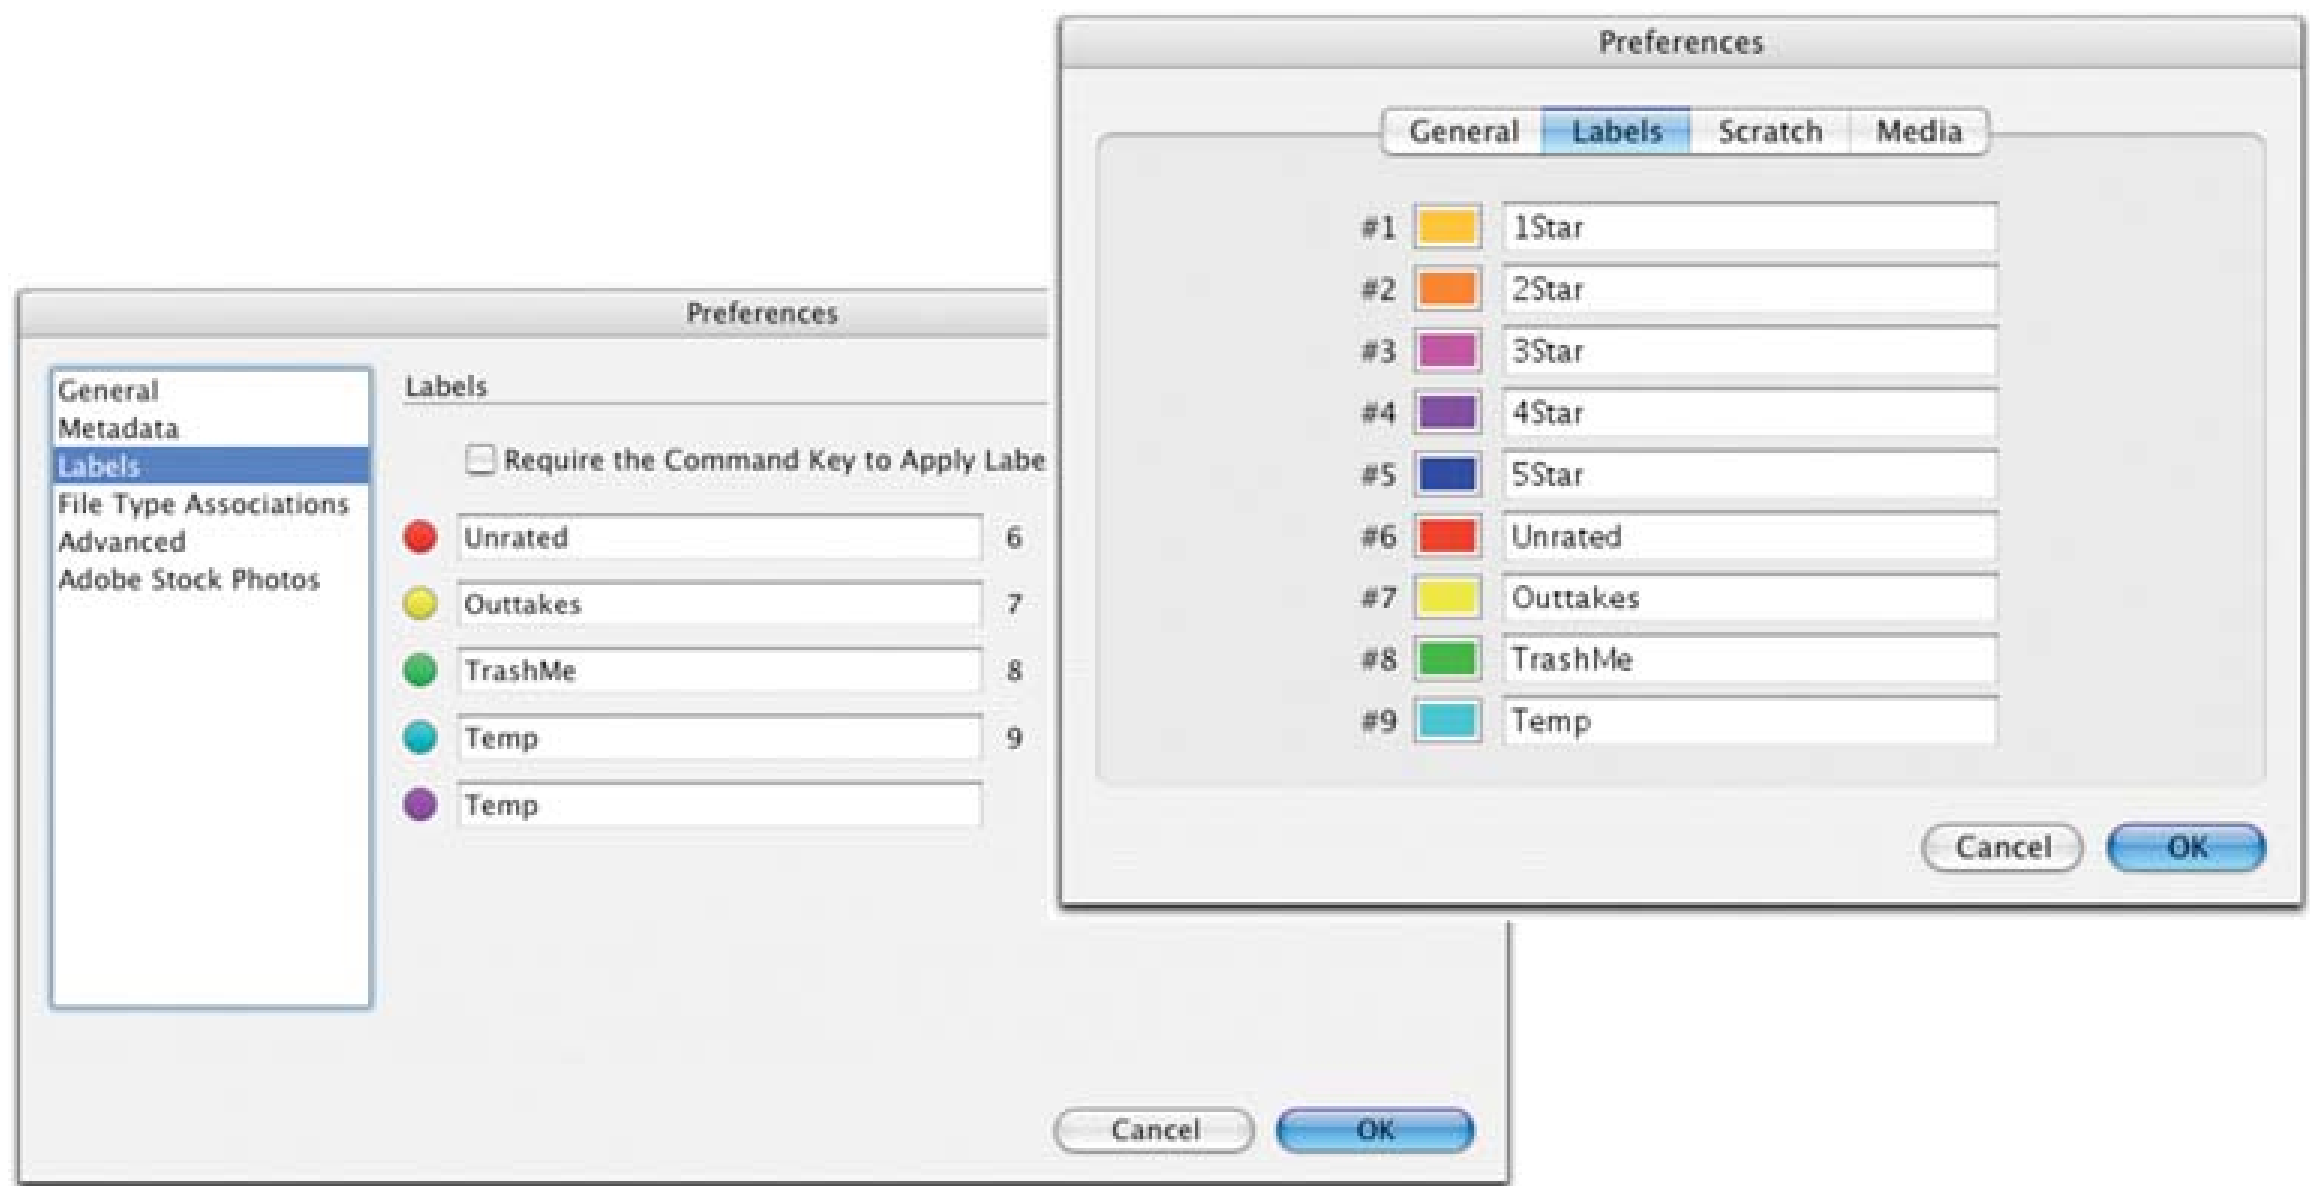 Preferences
General
Metadata
Labels
File Type Associations
Advanced
Adobe Stock Photos
Labels
Require the Command Key to Apply Labe
Unrated 6
Outtakes 7
TrashMe 8
Temp 9
Temp
Cancel OK
Preferences
General Labels Scratch Media
#1 1Star
#2 2Star
#3 3Star
#4 4Star
#5 5Star
#6 Unrated
#7 Outtakes
#8 TrashMe
#9 Temp
Cancel OK